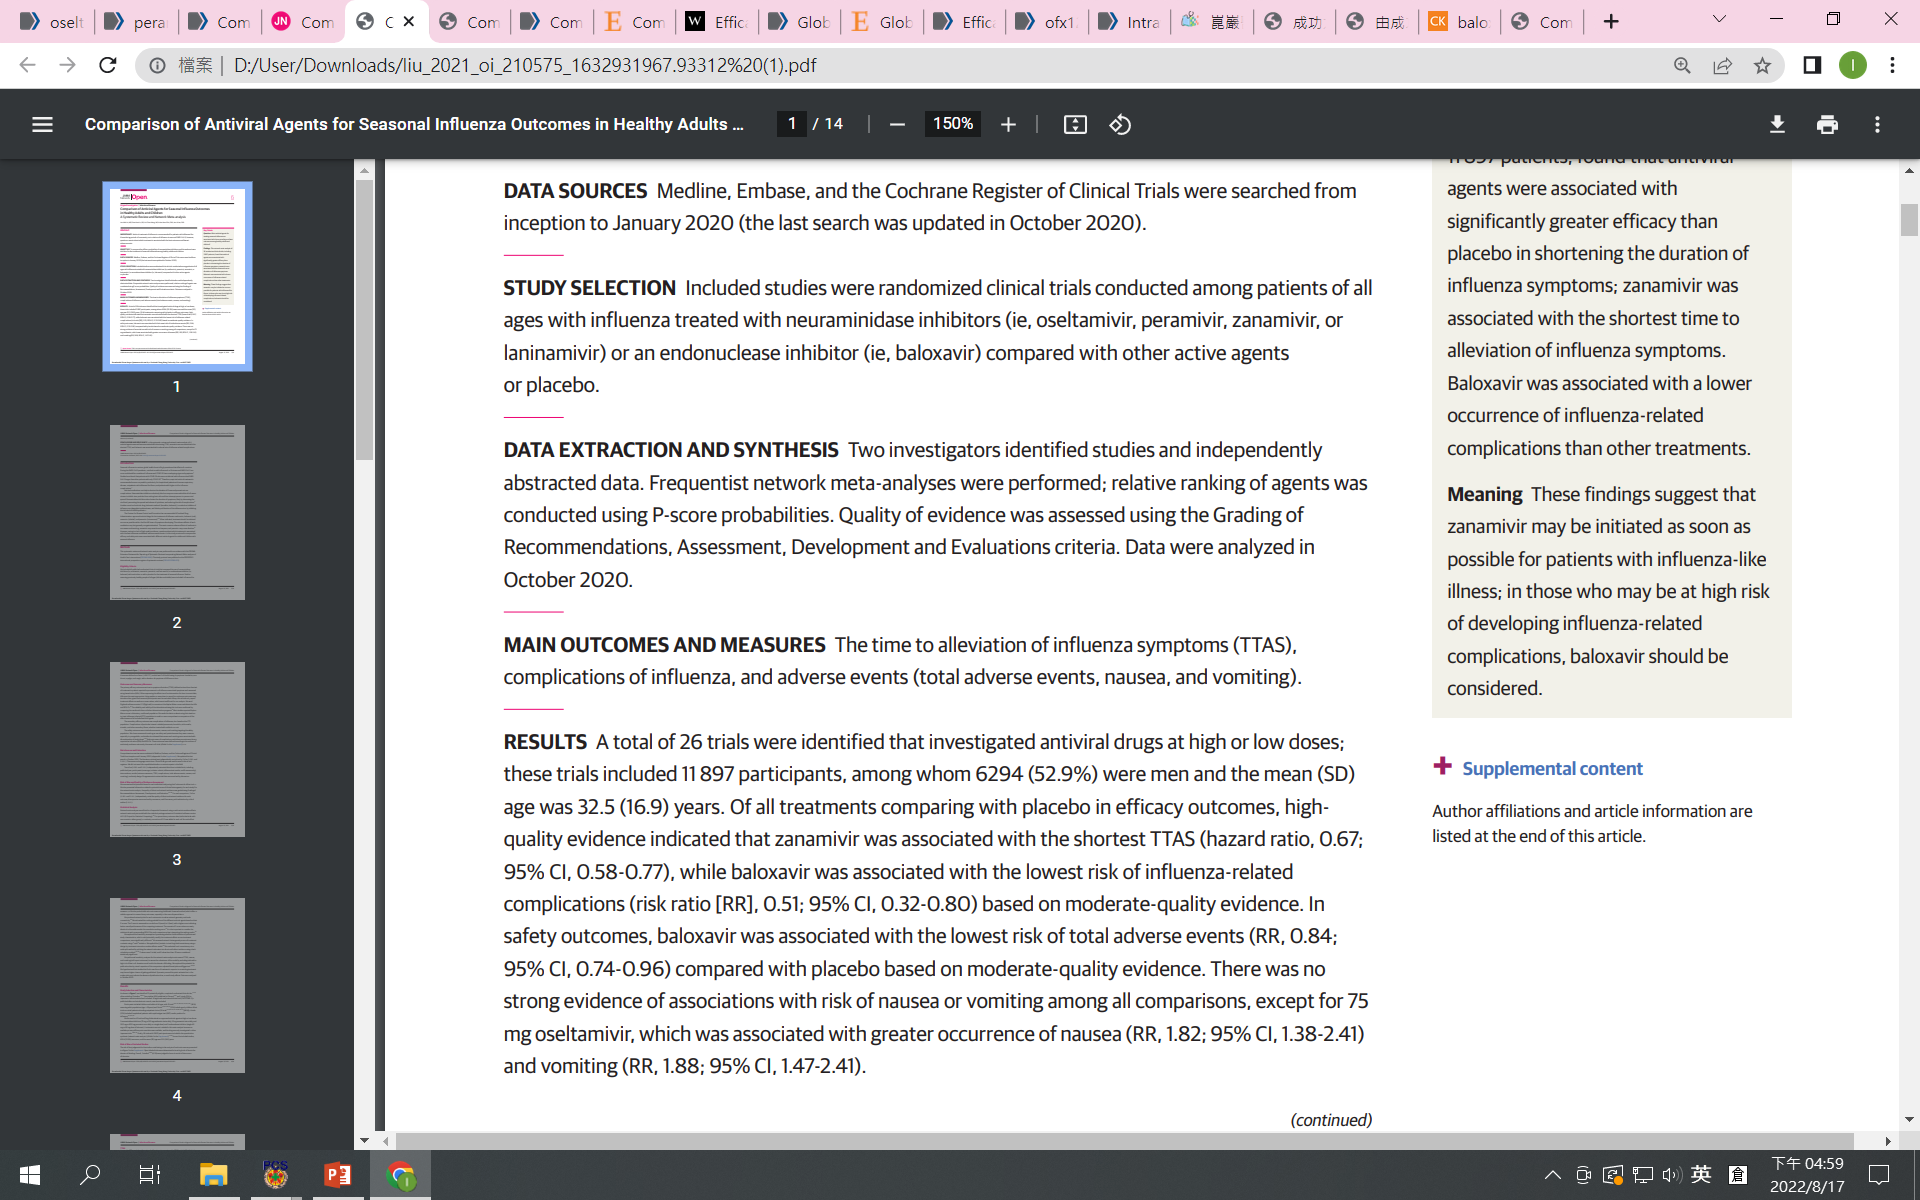 oselt
pera
Com
JN Com
C
Com
Com
Com
W Effica
Glob
Glob
Effic
ofx1
Intra
崑巖
成功
由成
CK balo
Com
檔案 | D:/User/Downloads/liu_2021_oi_210575_1632931967.93312%20(1).pdf
I
Comparison of Antiviral Agents for Seasonal Influenza Outcomes in Healthy Adults ...
1 / 14
150%
1
2
3
4
DATA SOURCES Medline, Embase, and the Cochrane Register of Clinical Trials were searched from
inception to January 2020 (the last search was updated in October 2020).
STUDY SELECTION Included studies were randomized clinical trials conducted among patients of all
ages with influenza treated with neuraminidase inhibitors (ie, oseltamivir, peramivir, zanamivir, or
laninamivir) or an endonuclease inhibitor (ie, baloxavir) compared with other active agents
or placebo.
DATA EXTRACTION AND SYNTHESIS Two investigators identified studies and independently
abstracted data. Frequentist network meta-analyses were performed; relative ranking of agents was
conducted using P-score probabilities. Quality of evidence was assessed using the Grading of
Recommendations, Assessment, Development and Evaluations criteria. Data were analyzed in
October 2020.
MAIN OUTCOMES AND MEASURES The time to alleviation of influenza symptoms (TTAS),
complications of influenza, and adverse events (total adverse events, nausea, and vomiting).
RESULTS A total of 26 trials were identified that investigated antiviral drugs at high or low doses;
these trials included 11 897 participants, among whom 6294 (52.9%) were men and the mean (SD)
age was 32.5 (16.9) years. Of all treatments comparing with placebo in efficacy outcomes, high-
quality evidence indicated that zanamivir was associated with the shortest TTAS (hazard ratio, 0.67;
95% CI, 0.58-0.77), while baloxavir was associated with the lowest risk of influenza-related
complications (risk ratio [RR], 0.51; 95% CI, 0.32-0.80) based on moderate-quality evidence. In
safety outcomes, baloxavir was associated with the lowest risk of total adverse events (RR, 0.84;
95% CI, 0.74-0.96) compared with placebo based on moderate-quality evidence. There was no
strong evidence of associations with risk of nausea or vomiting among all comparisons, except for 75
mg oseltamivir, which was associated with greater occurrence of nausea (RR, 1.82; 95% CI, 1.38-2.41)
and vomiting (RR, 1.88; 95% CI, 1.47-2.41).
(continued)
11 897 patients, found that antiviral
agents were associated with
significantly greater efficacy than
placebo in shortening the duration of
influenza symptoms; zanamivir was
associated with the shortest time to
alleviation of influenza symptoms.
Baloxavir was associated with a lower
occurrence of influenza-related
complications than other treatments.
Meaning These findings suggest that
zanamivir may be initiated as soon as
possible for patients with influenza-like
illness; in those who may be at high risk
of developing influenza-related
complications, baloxavir should be
considered.
+ Supplemental content
Author affiliations and article information are
listed at the end of this article.
PCS
英
倉
下午 04:59
2022/8/17